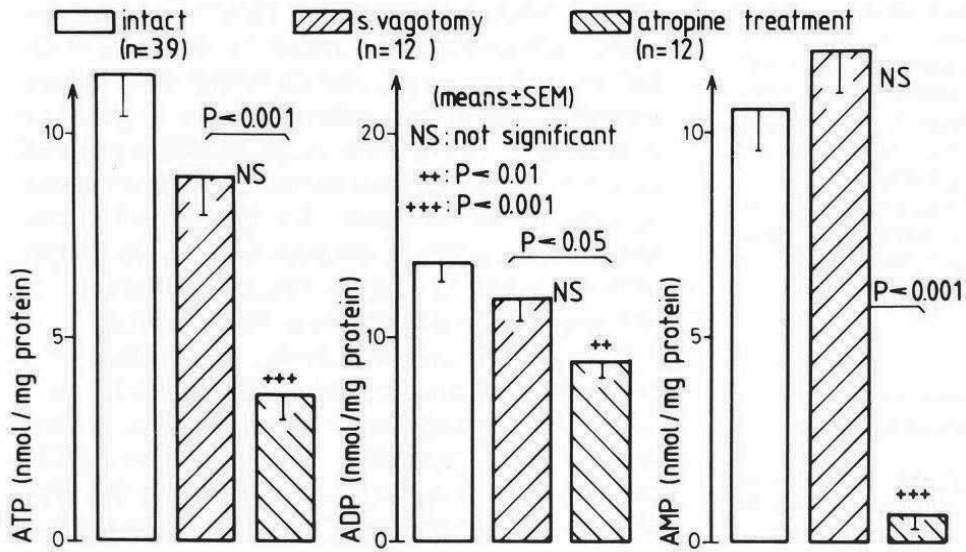 intact
(n=39)
s.vagotomy
(n=12 )
atropine treatment
(n=12)
ATP (nmol/mg protein)
10
5
0
P<0.001
NS
+++
ADP (nmol/mg protein)
20
10
0
(means±SEM)
NS: not significant
++: P<0.01
+++: P<0.001
P<0.05
NS
++
AMP (nmol/mg protein)
10
5
0
NS
P<0.001
+++